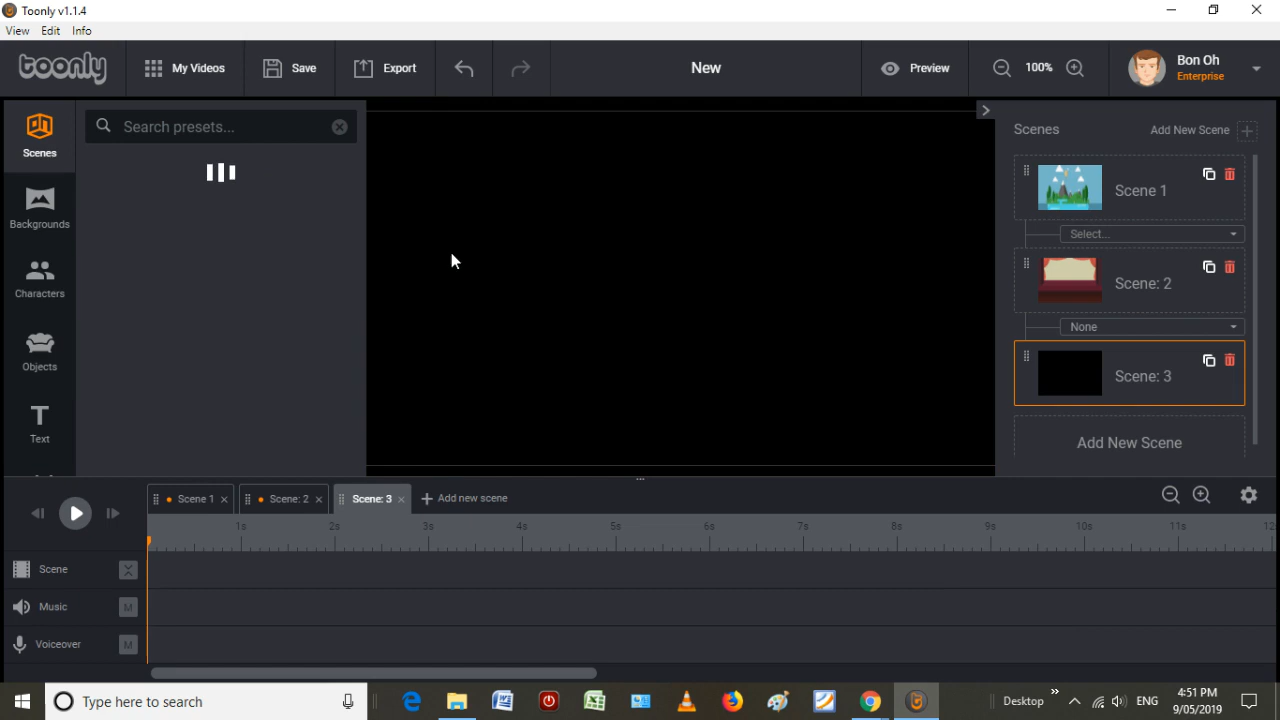 Toonly v1.1.4
View Edit Info
toonly
My Videos
Save
Export
New
Preview
100%
Bon Oh
Enterprise
Scenes
Search presets...
Backgrounds
Characters
Objects
Text
Scenes
Add New Scene
Scene 1
Select...
Scene: 2
None
Scene: 3
Add New Scene
Scene 1
Scene: 2
Scene: 3
Add new scene
1s 2s 3s 4s 5s 6s 7s 8s 9s 10s 11s 12
Scene
Music M
Voiceover M
Type here to search
Desktop
ENG
4:51 PM
9/05/2019